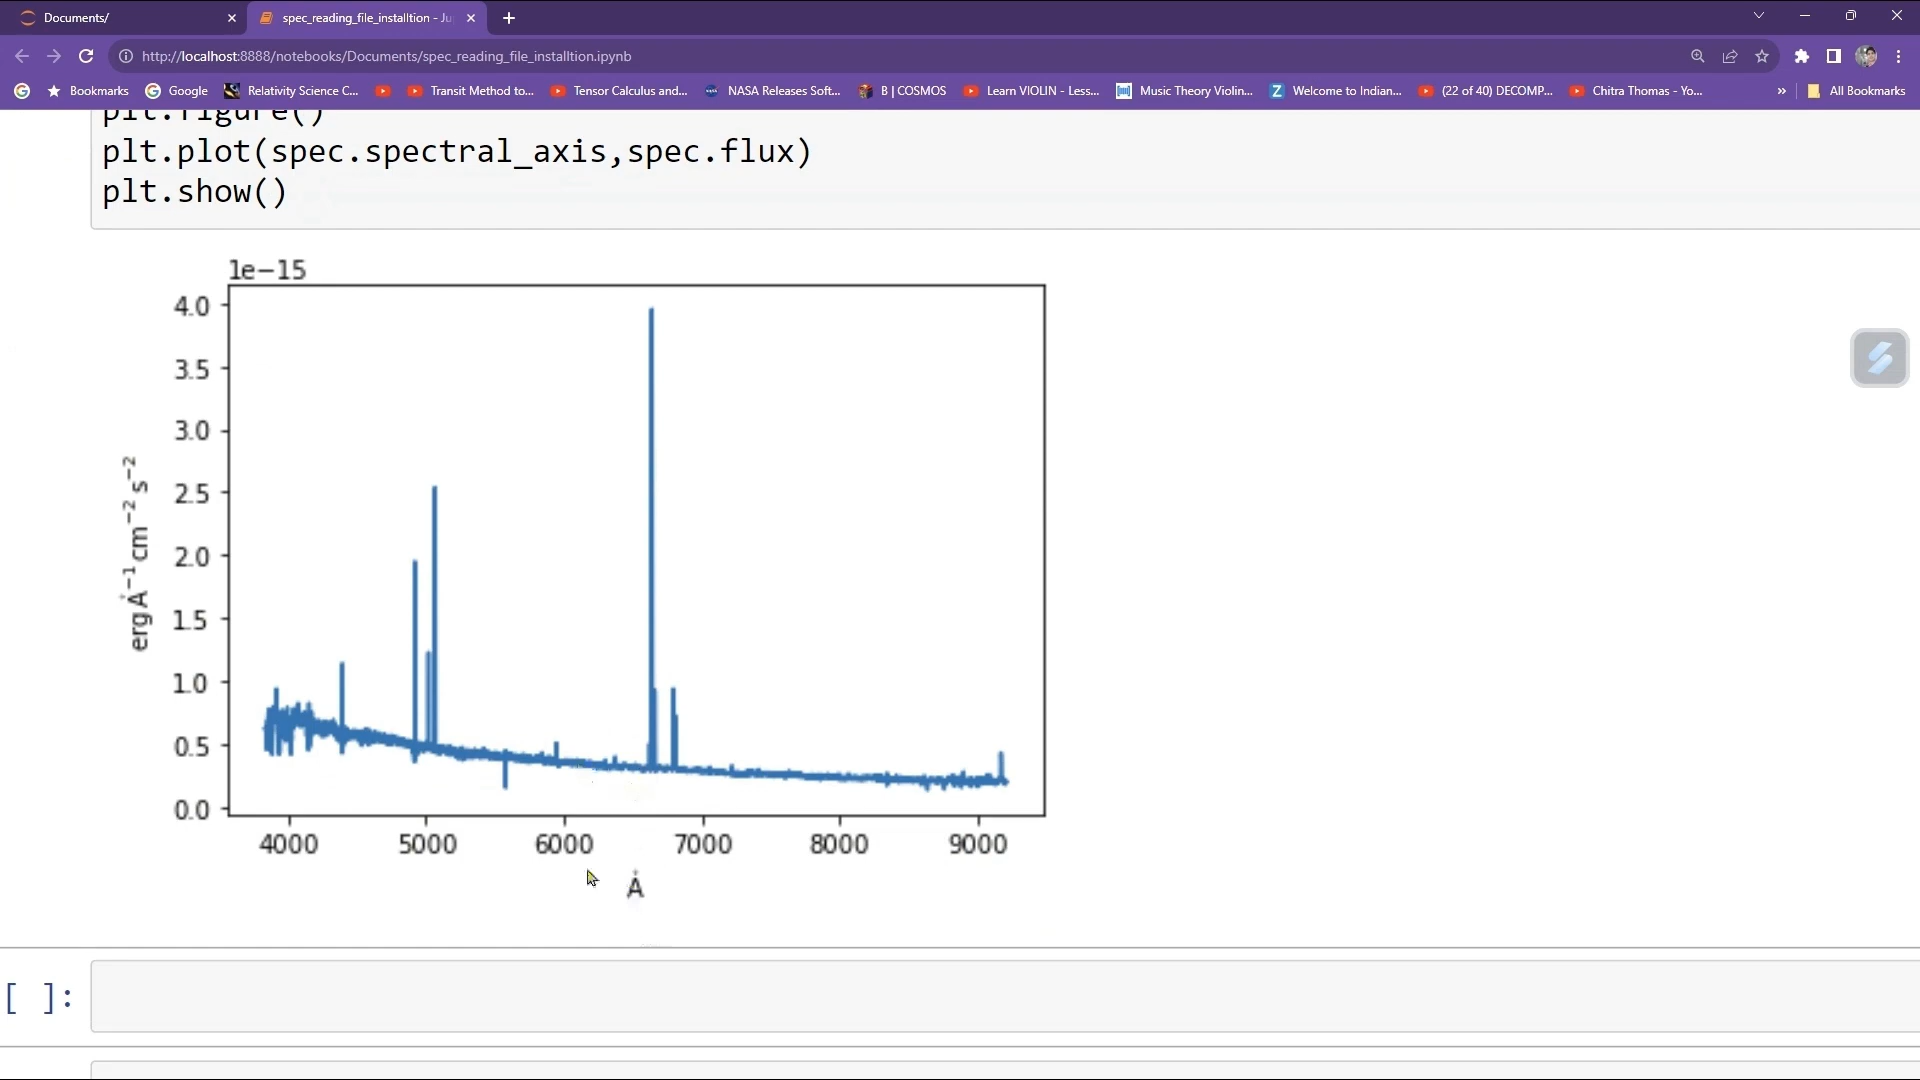 Documents/
spec_reading_file_installtion - Ju
http://localhost:8888/notebooks/Documents/spec_reading_file_installtion.ipynb
Bookmarks
Google
Relativity Science C...
Transit Method to...
Tensor Calculus and...
NASA Releases Soft...
B | COSMOS
Learn VIOLIN - Less...
Music Theory Violin...
Welcome to Indian...
(22 of 40) DECOMP...
Chitra Thomas - Yo...
»
All Bookmarks
plt.figure()
plt.plot(spec.spectral_axis,spec.flux)
plt.show()
1e−15
4.0
3.5
3.0
2.5
2.0
1.5
1.0
0.5
0.0
erg Å⁻¹ cm⁻² s⁻²
4000 5000 6000 7000 8000 9000
Å
[ ]: